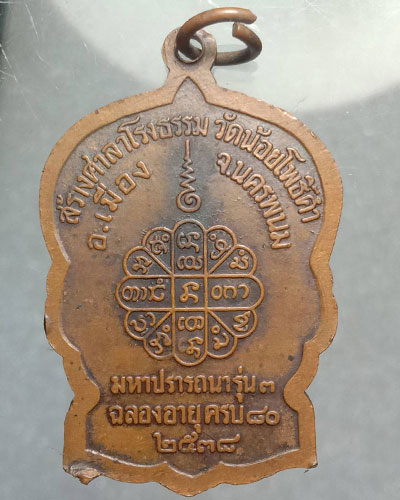 สร้างศาลาโรงธรรม วัดน้อยโพธิ์คำ
อ.เมือง จ.นครพนม
มหาปรารถนารุ่น๓
ฉลองอายุครบ๘๐
๒๕๓๘